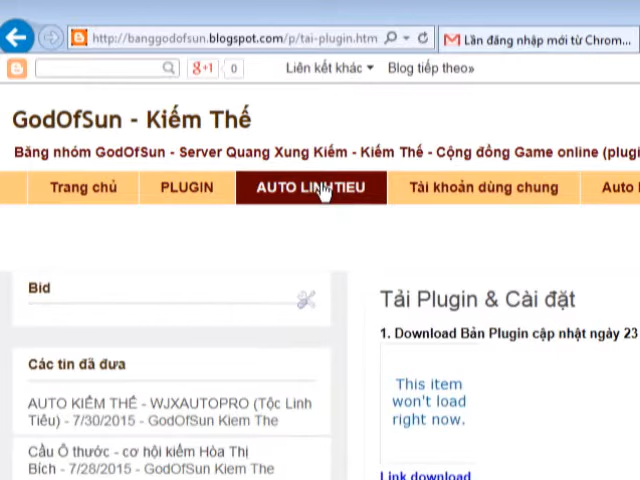 http://banggodofsun.blogspot.com/p/tai-plugin.htm
Lần đăng nhập mới từ Chrom...
g+1
0
Liên kết khác
Blog tiếp theo»
GodOfSun - Kiếm Thế
Băng nhóm GodOfSun - Server Quang Xung Kiếm - Kiếm Thế - Cộng đồng Game online (plugi
Trang chủ
PLUGIN
AUTO LINHTIEU
Tài khoản dùng chung
Auto
Bid
Tải Plugin & Cài đặt
1. Download Bản Plugin cập nhật ngày 23
This item
won't load
right now.
Link download
Các tin đã đưa
AUTO KIẾM THẾ - WJXAUTOPRO (Tộc Linh
Tiêu) - 7/30/2015 - GodOfSun Kiem The
Cầu Ô thước - cơ hội kiếm Hòa Thị
Bích - 7/28/2015 - GodOfSun Kiem The